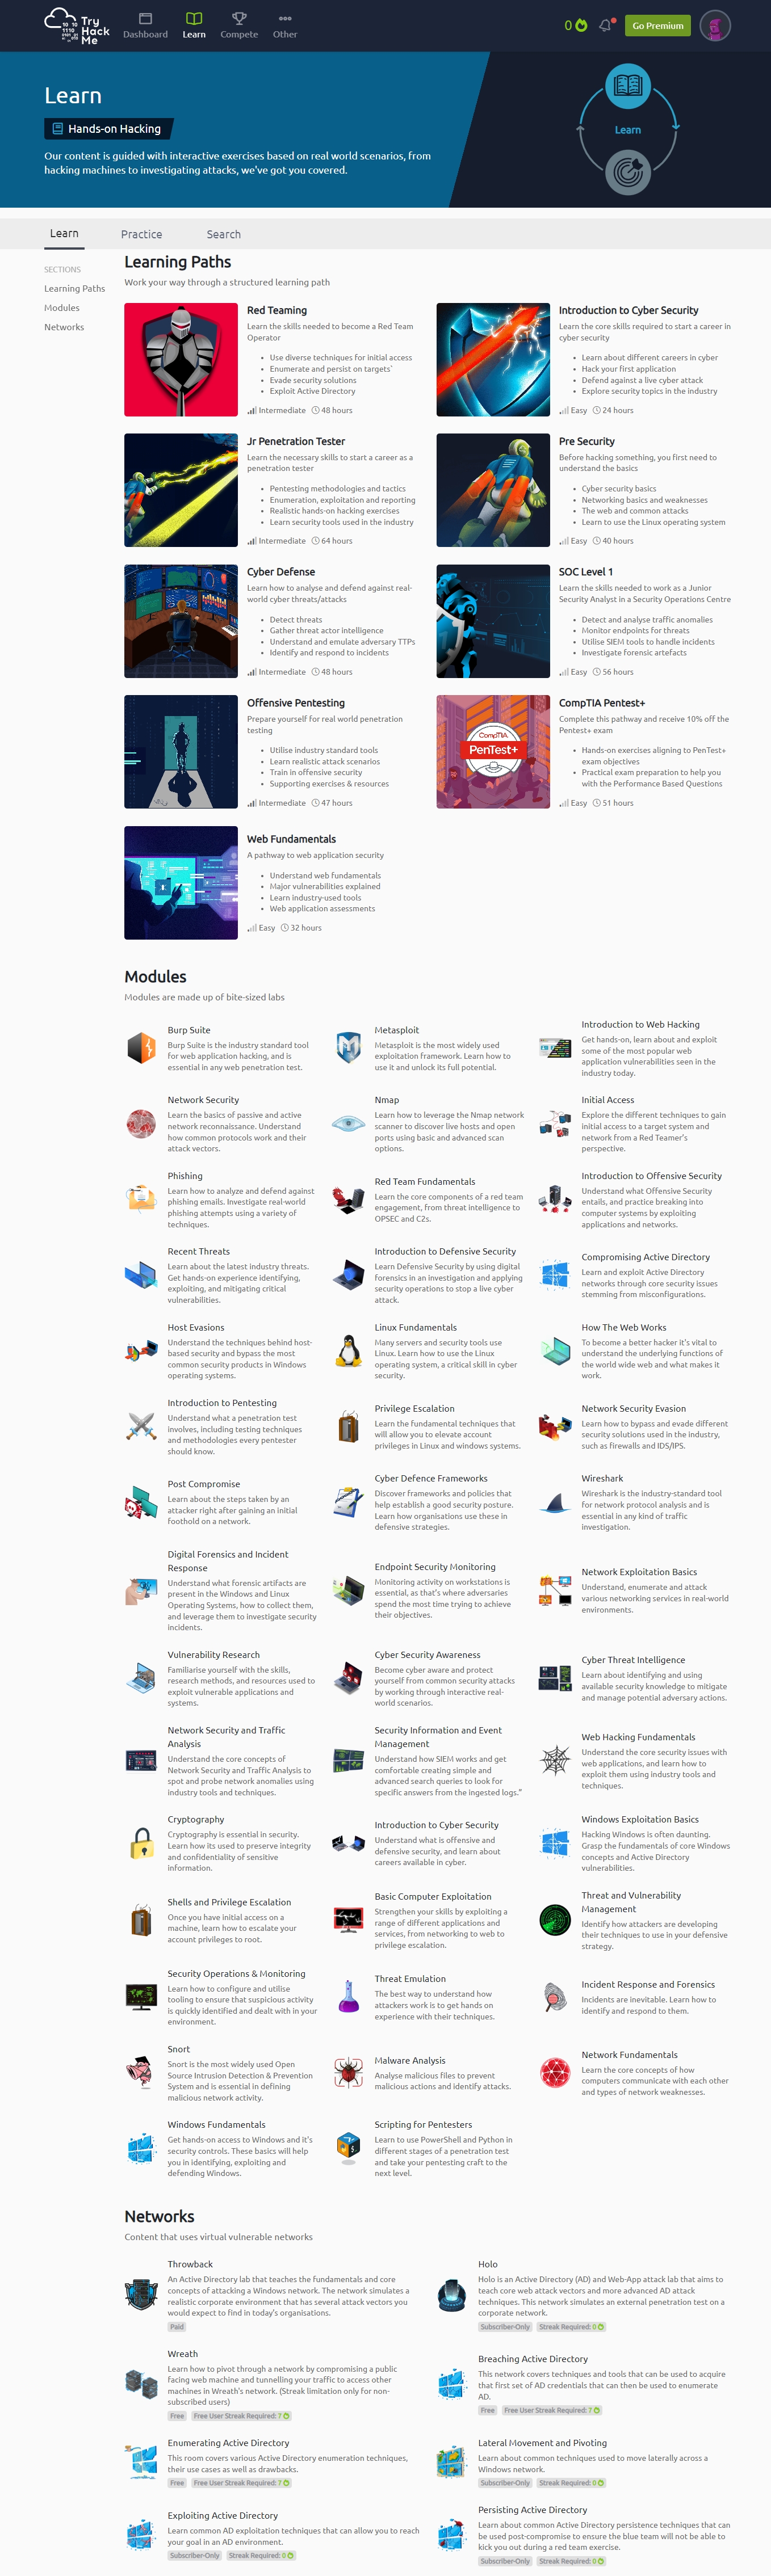 Try
Hack
Me
Dashboard
Learn
Compete
Other
0
Go Premium
Learn
Hands-on Hacking
Our content is guided with interactive exercises based on real world scenarios, from
hacking machines to investigating attacks, we've got you covered.
Learn
Learn
Practice
Search
SECTIONS
Learning Paths
Modules
Networks
Learning Paths
Work your way through a structured learning path
Red Teaming
Learn the skills needed to become a Red Team
Operator
Use diverse techniques for initial access
Enumerate and persist on targets`
Evade security solutions
Exploit Active Directory
Intermediate 48 hours
Introduction to Cyber Security
Learn the core skills required to start a career in
cyber security
Learn about different careers in cyber
Hack your first application
Defend against a live cyber attack
Explore security topics in the industry
Easy 24 hours
Jr Penetration Tester
Learn the necessary skills to start a career as a
penetration tester
Pentesting methodologies and tactics
Enumeration, exploitation and reporting
Realistic hands-on hacking exercises
Learn security tools used in the industry
Intermediate 64 hours
Pre Security
Before hacking something, you first need to
understand the basics
Cyber security basics
Networking basics and weaknesses
The web and common attacks
Learn to use the Linux operating system
Easy 40 hours
Cyber Defense
Learn how to analyse and defend against real-
world cyber threats/attacks
Detect threats
Gather threat actor intelligence
Understand and emulate adversary TTPs
Identify and respond to incidents
Intermediate 48 hours
SOC Level 1
Learn the skills needed to work as a Junior
Security Analyst in a Security Operations Centre
Detect and analyse traffic anomalies
Monitor endpoints for threats
Utilise SIEM tools to handle incidents
Investigate forensic artefacts
Easy 56 hours
Offensive Pentesting
Prepare yourself for real world penetration
testing
Utilise industry standard tools
Learn realistic attack scenarios
Train in offensive security
Supporting exercises & resources
Intermediate 47 hours
CompTIA
PenTest+
CompTIA Pentest+
Complete this pathway and receive 10% off the
Pentest+ exam
Hands-on exercises aligning to PenTest+
exam objectives
Practical exam preparation to help you
with the Performance Based Questions
Easy 51 hours
Web Fundamentals
A pathway to web application security
Understand web fundamentals
Major vulnerabilities explained
Learn industry-used tools
Web application assessments
Easy 32 hours
Modules
Modules are made up of bite-sized labs
Burp Suite
Burp Suite is the industry standard tool
for web application hacking, and is
essential in any web penetration test.
Metasploit
Metasploit is the most widely used
exploitation framework. Learn how to
use it and unlock its full potential.
Introduction to Web Hacking
Get hands-on, learn about and exploit
some of the most popular web
application vulnerabilities seen in the
industry today.
Network Security
Learn the basics of passive and active
network reconnaissance. Understand
how common protocols work and their
attack vectors.
Nmap
Learn how to leverage the Nmap network
scanner to discover live hosts and open
ports using basic and advanced scan
options.
Initial Access
Explore the different techniques to gain
initial access to a target system and
network from a Red Teamer's
perspective.
Phishing
Learn how to analyze and defend against
phishing emails. Investigate real-world
phishing attempts using a variety of
techniques.
Red Team Fundamentals
Learn the core components of a red team
engagement, from threat intelligence to
OPSEC and C2s.
Introduction to Offensive Security
Understand what Offensive Security
entails, and practice breaking into
computer systems by exploiting
applications and networks.
Recent Threats
Learn about the latest industry threats.
Get hands-on experience identifying,
exploiting, and mitigating critical
vulnerabilities.
Introduction to Defensive Security
Learn Defensive Security by using digital
forensics in an investigation and applying
security operations to stop a live cyber
attack.
Compromising Active Directory
Learn and exploit Active Directory
networks through core security issues
stemming from misconfigurations.
Host Evasions
Understand the techniques behind host-
based security and bypass the most
common security products in Windows
operating systems.
Linux Fundamentals
Many servers and security tools use
Linux. Learn how to use the Linux
operating system, a critical skill in cyber
security.
How The Web Works
To become a better hacker it's vital to
understand the underlying functions of
the world wide web and what makes it
work.
Introduction to Pentesting
Understand what a penetration test
involves, including testing techniques
and methodologies every pentester
should know.
Privilege Escalation
Learn the fundamental techniques that
will allow you to elevate account
privileges in Linux and windows systems.
Network Security Evasion
Learn how to bypass and evade different
security solutions used in the industry,
such as firewalls and IDS/IPS.
Post Compromise
Learn about the steps taken by an
attacker right after gaining an initial
foothold on a network.
Cyber Defence Frameworks
Discover frameworks and policies that
help establish a good security posture.
Learn how organisations use these in
defensive strategies.
Wireshark
Wireshark is the industry-standard tool
for network protocol analysis and is
essential in any kind of traffic
investigation.
Digital Forensics and Incident
Response
Understand what forensic artifacts are
present in the Windows and Linux
Operating Systems, how to collect them,
and leverage them to investigate security
incidents.
Endpoint Security Monitoring
Monitoring activity on workstations is
essential, as that's where adversaries
spend the most time trying to achieve
their objectives.
Network Exploitation Basics
Understand, enumerate and attack
various networking services in real-world
environments.
Vulnerability Research
Familiarise yourself with the skills,
research methods, and resources used to
exploit vulnerable applications and
systems.
Cyber Security Awareness
Become cyber aware and protect
yourself from common security attacks
by working through interactive real-
world scenarios.
Cyber Threat Intelligence
Learn about identifying and using
available security knowledge to mitigate
and manage potential adversary actions.
Network Security and Traffic
Analysis
Understand the core concepts of
Network Security and Traffic Analysis to
spot and probe network anomalies using
industry tools and techniques.
Security Information and Event
Management
Understand how SIEM works and get
comfortable creating simple and
advanced search queries to look for
specific answers from the ingested logs."
Web Hacking Fundamentals
Understand the core security issues with
web applications, and learn how to
exploit them using industry tools and
techniques.
Cryptography
Cryptography is essential in security.
Learn how its used to preserve integrity
and confidentiality of sensitive
information.
Introduction to Cyber Security
Understand what is offensive and
defensive security, and learn about
careers available in cyber.
Windows Exploitation Basics
Hacking Windows is often daunting.
Grasp the fundamentals of core Windows
concepts and Active Directory
vulnerabilities.
Shells and Privilege Escalation
Once you have initial access on a
machine, learn how to escalate your
account privileges to root.
Basic Computer Exploitation
Strengthen your skills by exploiting a
range of different applications and
services, from networking to web to
privilege escalation.
Threat and Vulnerability
Management
Identify how attackers are developing
their techniques to use in your defensive
strategy.
Security Operations & Monitoring
Learn how to configure and utilise
tooling to ensure that suspicious activity
is quickly identified and dealt with in your
environment.
Threat Emulation
The best way to understand how
attackers work is to get hands on
experience with their techniques.
Incident Response and Forensics
Incidents are inevitable. Learn how to
identify and respond to them.
Snort
Snort is the most widely used Open
Source Intrusion Detection & Prevention
System and is essential in defining
malicious network activity.
Malware Analysis
Analyse malicious files to prevent
malicious actions and identify attacks.
Network Fundamentals
Learn the core concepts of how
computers communicate with each other
and types of network weaknesses.
Windows Fundamentals
Get hands-on access to Windows and it's
security controls. These basics will help
you in identifying, exploiting and
defending Windows.
Scripting for Pentesters
Learn to use PowerShell and Python in
different stages of a penetration test
and take your pentesting craft to the
next level.
Networks
Content that uses virtual vulnerable networks
Throwback
An Active Directory lab that teaches the fundamentals and core
concepts of attacking a Windows network. The network simulates a
realistic corporate environment that has several attack vectors you
would expect to find in today's organisations.
Paid
Holo
Holo is an Active Directory (AD) and Web-App attack lab that aims to
teach core web attack vectors and more advanced AD attack
techniques. This network simulates an external penetration test on a
corporate network.
Subscriber-Only Streak Required: 0
Wreath
Learn how to pivot through a network by compromising a public
facing web machine and tunnelling your traffic to access other
machines in Wreath's network. (Streak limitation only for non-
subscribed users)
Free Free User Streak Required: 7
Breaching Active Directory
This network covers techniques and tools that can be used to acquire
that first set of AD credentials that can then be used to enumerate
AD.
Free Free User Streak Required: 7
Enumerating Active Directory
This room covers various Active Directory enumeration techniques,
their use cases as well as drawbacks.
Free Free User Streak Required: 7
Lateral Movement and Pivoting
Learn about common techniques used to move laterally across a
Windows network.
Subscriber-Only Streak Required: 0
Exploiting Active Directory
Learn common AD exploitation techniques that can allow you to reach
your goal in an AD environment.
Subscriber-Only Streak Required: 0
Persisting Active Directory
Learn about common Active Directory persistence techniques that can
be used post-compromise to ensure the blue team will not be able to
kick you out during a red team exercise.
Subscriber-Only Streak Required: 0